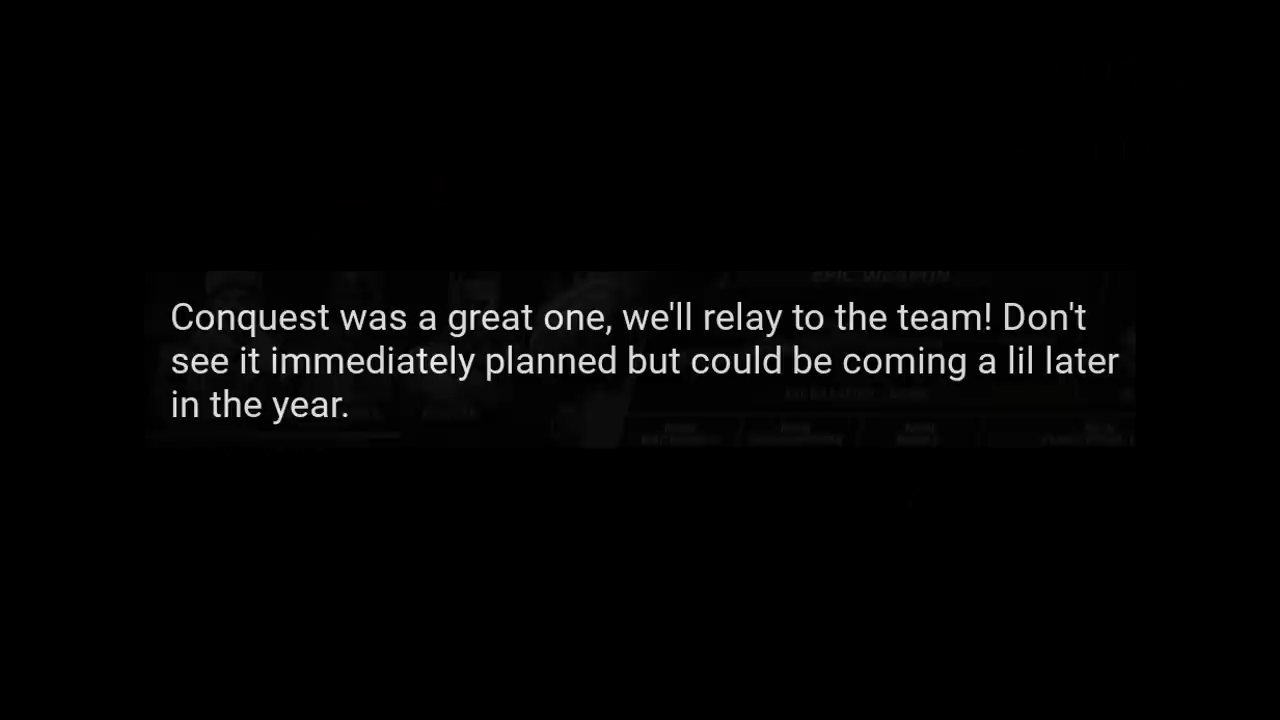 Conquest was a great one, we'll relay to the team! Don't
see it immediately planned but could be coming a lil later
in the year.